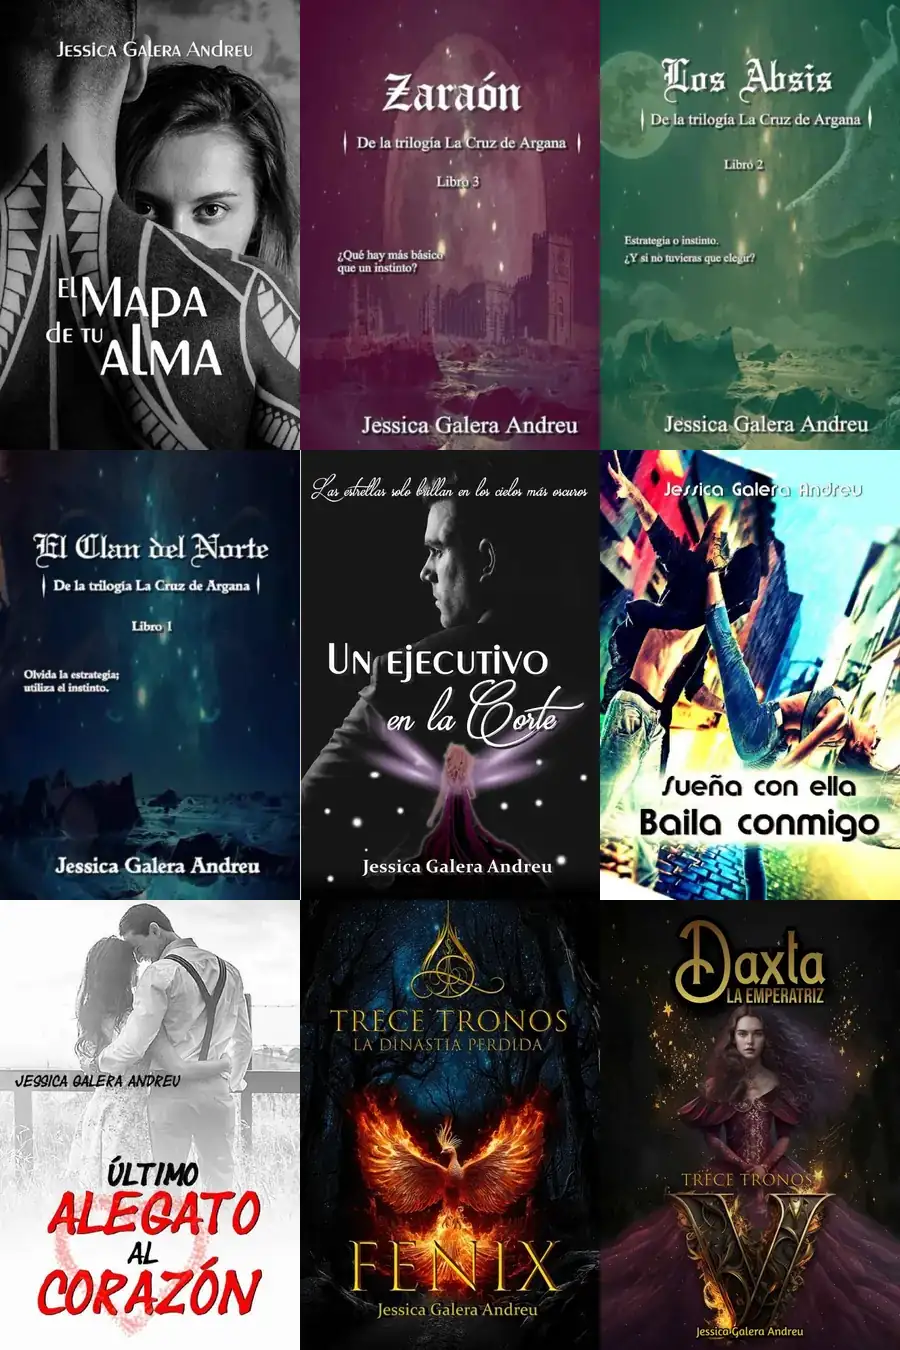 Jessica Galera Andreu
El Mapa
de tu
alma
Zaraón
De la trilogía La Cruz de Argana
Libro 3
¿Qué hay más básico
que un instinto?
Jessica Galera Andreu
Los Absis
De la trilogía La Cruz de Argana
Libro 2
Estrategia o instinto.
¿Y si no tuvieras que elegir?
Jessica Galera Andreu
El Clan del Norte
De la trilogía La Cruz de Argana
Libro 1
Olvida la estrategia;
utiliza el instinto.
Jessica Galera Andreu
Las estrellas solo brillan en los cielos más oscuros
Un ejecutivo
en la Corte
Jessica Galera Andreu
Jessica Galera Andreu
Sueña con ella
Baila conmigo
JESSICA GALERA ANDREU
ÚLTIMO
ALEGATO
AL
CORAZÓN
TRECE TRONOS
LA DINASTÍA PERDIDA
FENIX
Jessica Galera Andreu
Daxta
LA EMPERATRIZ
TRECE TRONOS
V
Jessica Galera Andreu